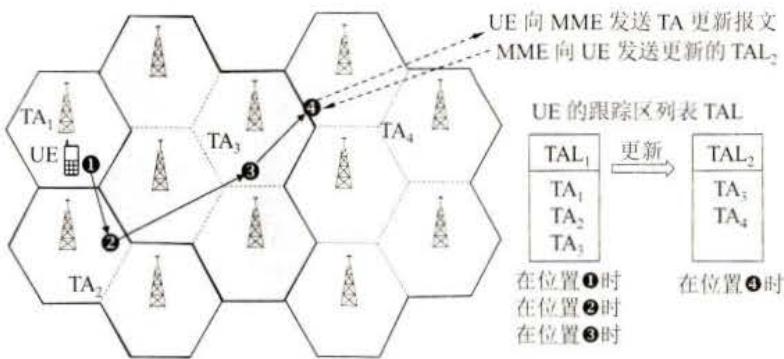 UE 向 MME 发送 TA 更新报文
MME 向 UE 发送更新的 TAL₂
TA₁
UE
❶
❷
TA₂
TA₃
❸
❹
TA₄
UE 的跟踪区列表 TAL
TAL₁
更新
TAL₂
TA₁
TA₂
TA₃
TA₃
TA₄
在位置❶时
在位置❷时
在位置❸时
在位置❹时